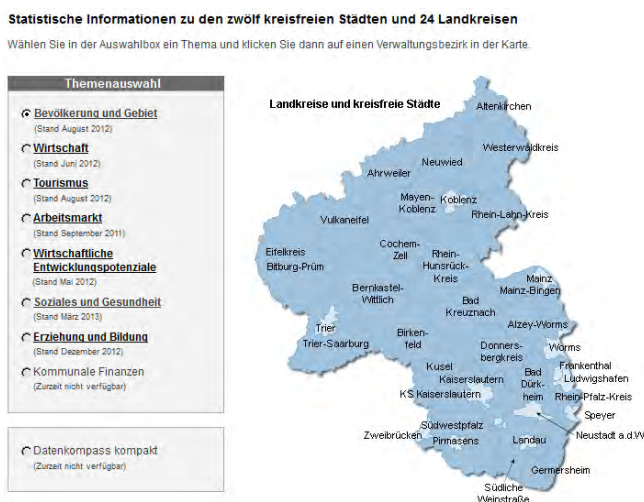 Statistische Informationen zu den zwölf kreisfreien Städten und 24 Landkreisen
Wählen Sie in der Auswahlbox ein Thema und klicken Sie dann auf einen Verwaltungsbezirk in der Karte.
Themenauswahl
Bevölkerung und Gebiet
(Stand August 2012)
Wirtschaft
(Stand Juni 2012)
Tourismus
(Stand August 2012)
Arbeitsmarkt
(Stand September 2011)
Wirtschaftliche
Entwicklungspotenziale
(Stand Mai 2012)
Soziales und Gesundheit
(Stand März 2013)
Erziehung und Bildung
(Stand Dezember 2012)
Kommunale Finanzen
(Zurzeit nicht verfügbar)
Datenkompass kompakt
(Zurzeit nicht verfügbar)
Landkreise und kreisfreie Städte
Altenkirchen
Westerwaldkreis
Neuwied
Ahrweiler
Mayen-
Koblenz
Koblenz
Rhein-Lahn-Kreis
Vulkaneifel
Cochem-
Zell
Rhein-
Hunsrück-
Kreis
Eifelkreis
Bitburg-Prüm
Mainz
Mainz-Bingen
Bernkastel-
Wittlich
Bad
Kreuznach
Alzey-Worms
Trier
Trier-Saarburg
Birken-
feld
Donners-
bergkreis
Worms
Frankenthal
Ludwigshafen
Kusel
Kaiserslautern
KS Kaiserslautern
Bad
Dürk-
heim
Rhein-Pfalz-Kreis
Speyer
Südwestpfalz
Zweibrücken
Pirmasens
Landau
Neustadt a.d.W
Germersheim
Südliche
Weinstraße